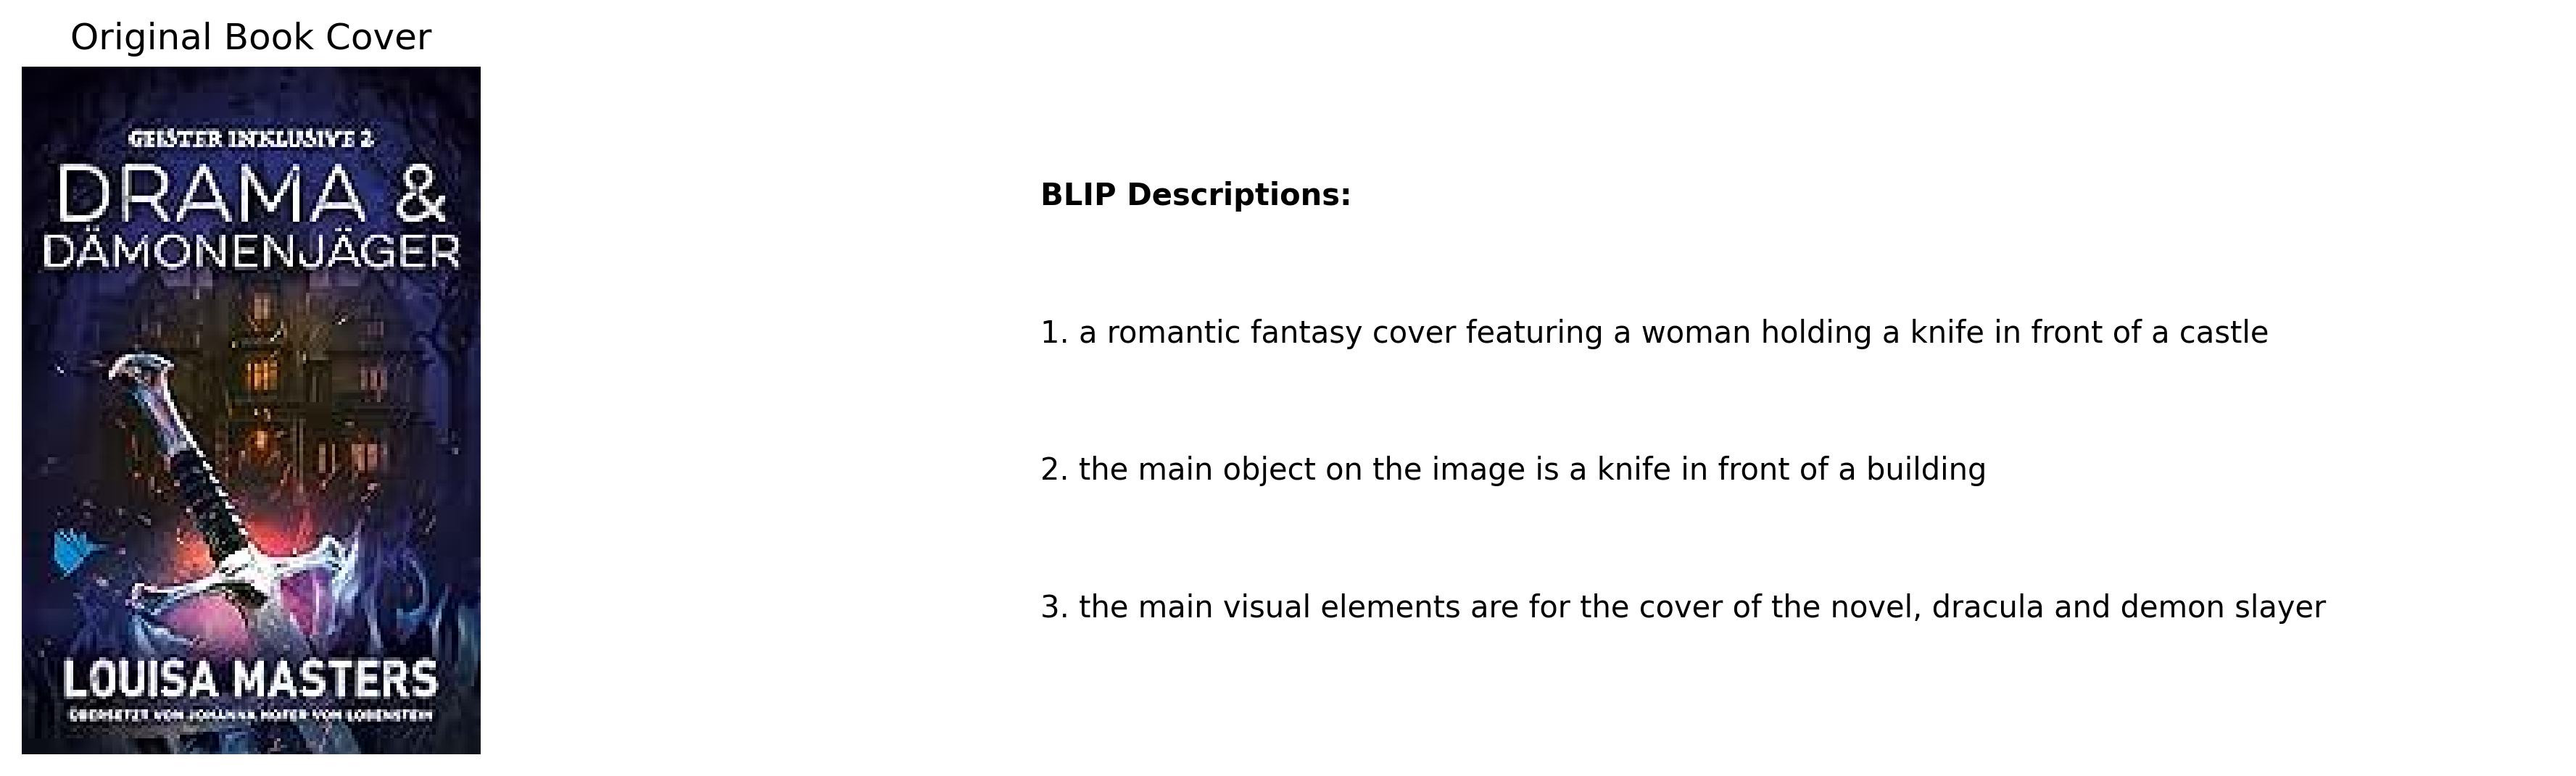 Original Book Cover
GEISTER INKLUSIVE 2
DRAMA &
DÄMONENJÄGER
LOUISA MASTERS
ÜBERSETZT VON JOHANNA HOFER VON LOBENSTEIN
BLIP Descriptions:
1. a romantic fantasy cover featuring a woman holding a knife in front of a castle
2. the main object on the image is a knife in front of a building
3. the main visual elements are for the cover of the novel, dracula and demon slayer